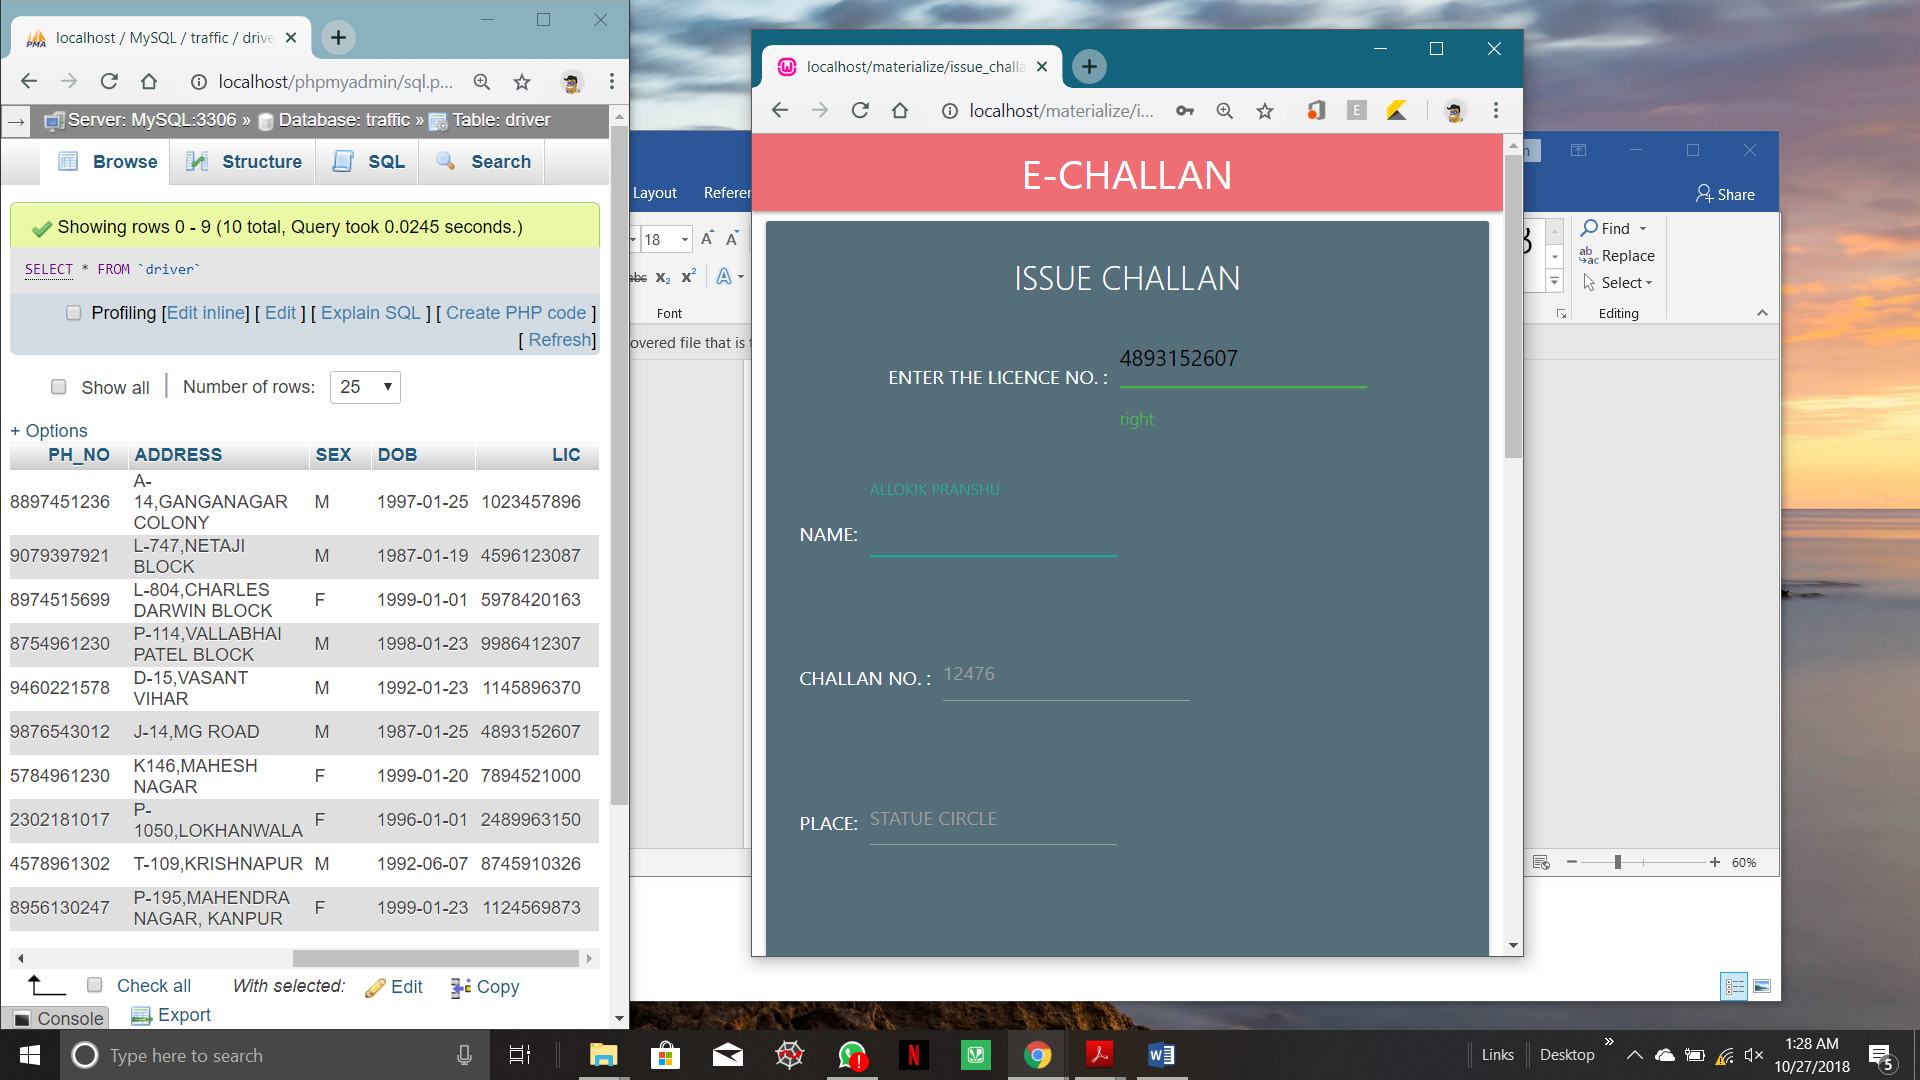 localhost / MySQL / traffic / drive
localhost/phpmyadmin/sql.p...
Server: MySQL:3306 » Database: traffic » Table: driver
Browse Structure SQL Search
Showing rows 0 - 9 (10 total, Query took 0.0245 seconds.)
SELECT * FROM `driver`
Profiling [Edit inline] [ Edit ] [ Explain SQL ] [ Create PHP code ]
[ Refresh]
Show all Number of rows: 25
+ Options
PH_NO ADDRESS SEX DOB LIC
8897451236 A-14,GANGANAGAR COLONY M 1997-01-25 1023457896
9079397921 L-747,NETAJI BLOCK M 1987-01-19 4596123087
8974515699 L-804,CHARLES DARWIN BLOCK F 1999-01-01 5978420163
8754961230 P-114,VALLABHAI PATEL BLOCK M 1998-01-23 9986412307
9460221578 D-15,VASANT VIHAR M 1992-01-23 1145896370
9876543012 J-14,MG ROAD M 1987-01-25 4893152607
5784961230 K146,MAHESH NAGAR F 1999-01-20 7894521000
2302181017 P-1050,LOKHANWALA F 1996-01-01 2489963150
4578961302 T-109,KRISHNAPUR M 1992-06-07 8745910326
8956130247 P-195,MAHENDRA NAGAR, KANPUR F 1999-01-23 1124569873
Check all With selected: Edit Copy
Console Export
localhost/materialize/issue_challa
localhost/materialize/i...
E-CHALLAN
ISSUE CHALLAN
ENTER THE LICENCE NO. : 4893152607
right
ALLOKIK PRANSHU
NAME:
CHALLAN NO. : 12476
PLACE: STATUE CIRCLE
Layout Referen
18
Font
overed file that is
Share
Find
Replace
Select
Editing
60%
Type here to search
Links Desktop
1:28 AM
10/27/2018
5